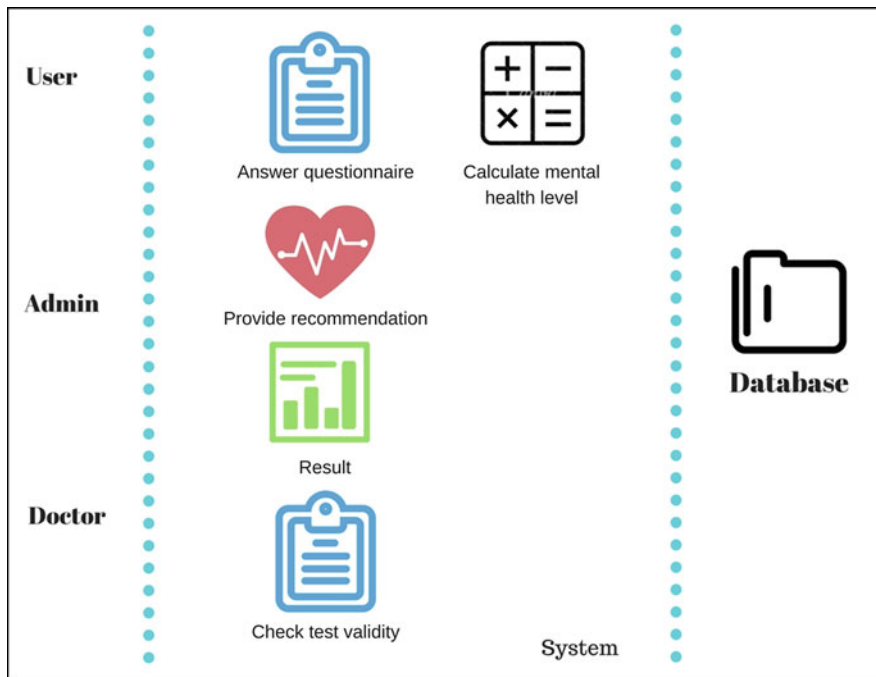 User
Answer questionnaire
Calculate mental
health level
Admin
Provide recommendation
Database
Result
Doctor
Check test validity
System